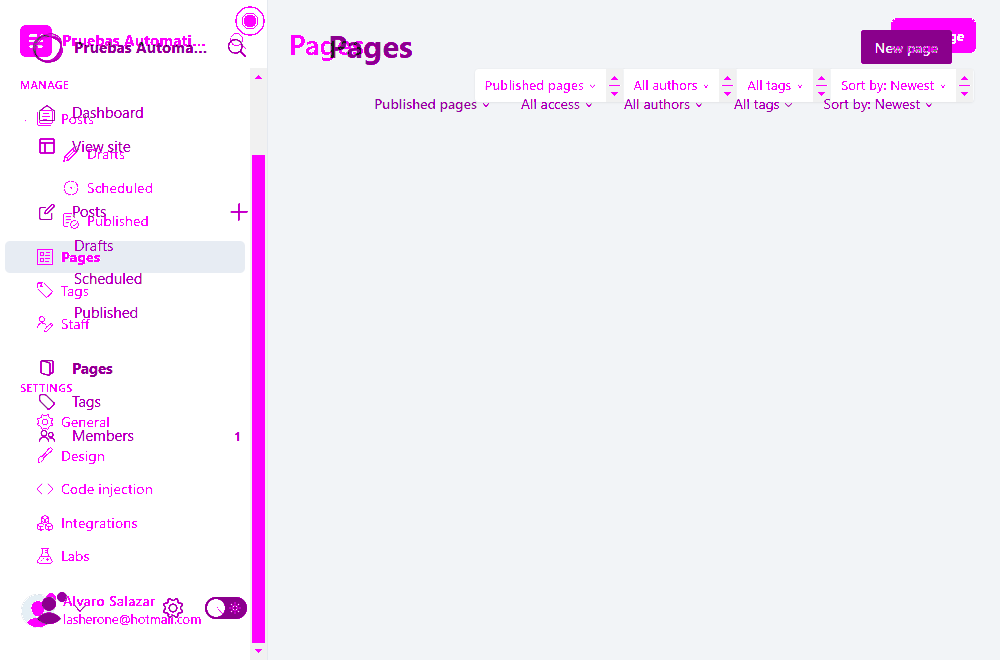 Pruebas Automati...
Pruebas Automa...
MANAGE
Dashboard
Posts
View site
Drafts
Scheduled
Posts
Published
Drafts
Pages
Scheduled
Tags
Published
Staff
Pages
SETTINGS
Tags
General
Members 1
Design
Code injection
Integrations
Labs
Alvaro Salazar
lasherone@hotmail.com
Pages
Pages
New page
Published pages All authors All tags Sort by: Newest
Published pages All access All authors All tags Sort by: Newest